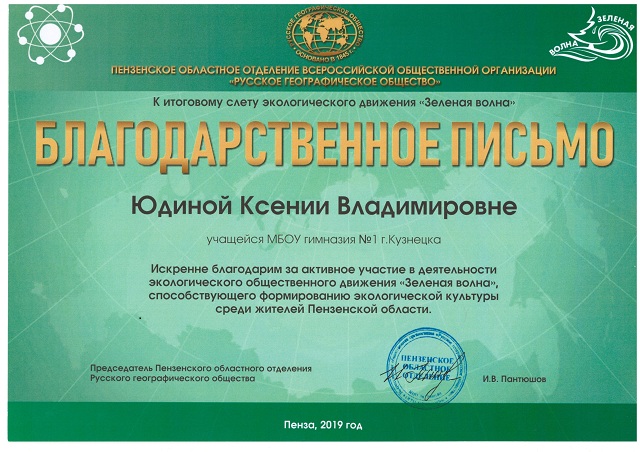 РУССКОЕ ГЕОГРАФИЧЕСКОЕ ОБЩЕСТВО
ОСНОВАНО В 1845 Г.
ВОЛНА ЗЕЛЕНАЯ
ПЕНЗЕНСКОЕ ОБЛАСТНОЕ ОТДЕЛЕНИЕ ВСЕРОССИЙСКОЙ ОБЩЕСТВЕННОЙ ОРГАНИЗАЦИИ
«РУССКОЕ ГЕОГРАФИЧЕСКОЕ ОБЩЕСТВО»
К итоговому слету экологического движения «Зеленая волна»
БЛАГОДАРСТВЕННОЕ ПИСЬМО
Юдиной Ксении Владимировне
учащейся МБОУ гимназия №1 г.Кузнецка
Искренне благодарим за активное участие в деятельности
экологического общественного движения «Зеленая волна»,
способствующего формированию экологической культуры
среди жителей Пензенской области.
Председатель Пензенского областного отделения
Русского географического общества
ПЕНЗЕНСКОЕ
ОБЛАСТНОЕ
ОТДЕЛЕНИЕ
И.В. Пантюшов
Пенза, 2019 год